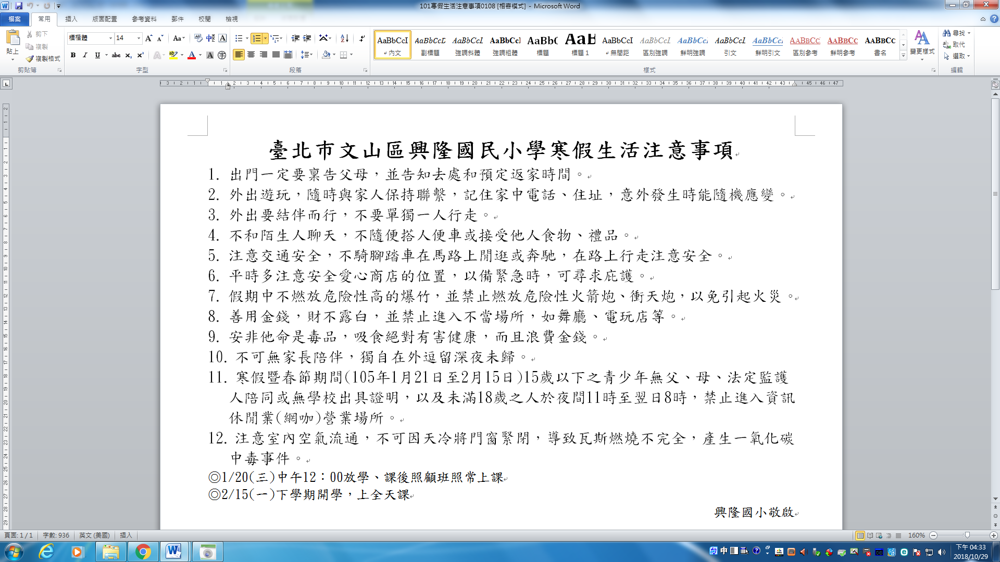 101寒假生活注意事項0108 [相容模式] - Microsoft Word
檔案 常用 插入 版面配置 參考資料 郵件 校閱 檢視
貼上 剪下 複製 複製格式 剪貼簿
標楷體 14 字型
段落
AaBbCcI AaBbCcD AaBbCcL AaBbCcI AaBbC AaB AaBbCcI AaBbCcL AaBbCcI AaBbCcL AaBbCcI AABBCC AABBCC AABBCC
內文 副標題 強調斜體 強調粗體 標題 標題 1 無間距 區別強調 鮮明強調 引文 鮮明引文 區別參考 鮮明參考 書名
樣式 變更樣式
尋找 取代 選取 編輯
臺北市文山區興隆國民小學寒假生活注意事項
1. 出門一定要稟告父母，並告知去處和預定返家時間。
2. 外出遊玩，隨時與家人保持聯繫，記住家中電話、住址，意外發生時能隨機應變。
3. 外出要結伴而行，不要單獨一人行走。
4. 不和陌生人聊天，不隨便搭人便車或接受他人食物、禮品。
5. 注意交通安全，不騎腳踏車在馬路上閒逛或奔馳，在路上行走注意安全。
6. 平時多注意安全愛心商店的位置，以備緊急時，可尋求庇護。
7. 假期中不燃放危險性高的爆竹，並禁止燃放危險性火箭炮、衝天炮，以免引起火災。
8. 善用金錢，財不露白，並禁止進入不當場所，如舞廳、電玩店等。
9. 安非他命是毒品，吸食絕對有害健康，而且浪費金錢。
10. 不可無家長陪伴，獨自在外逗留深夜未歸。
11. 寒假暨春節期間(105年1月21日至2月15日)15歲以下之青少年無父、母、法定監護
人陪同或無學校出具證明，以及未滿18歲之人於夜間11時至翌日8時，禁止進入資訊
休閒業(網咖)營業場所。
12. 注意室內空氣流通，不可因天冷將門窗緊閉，導致瓦斯燃燒不完全，產生一氧化碳
中毒事件。
◎1/20(三)中午12：00放學、課後照顧班照常上課
◎2/15(一)下學期開學，上全天課
興隆國小敬啟
頁面: 1 / 1 字數: 936 英文 (美國) 插入 160%
下午 04:33
2018/10/29